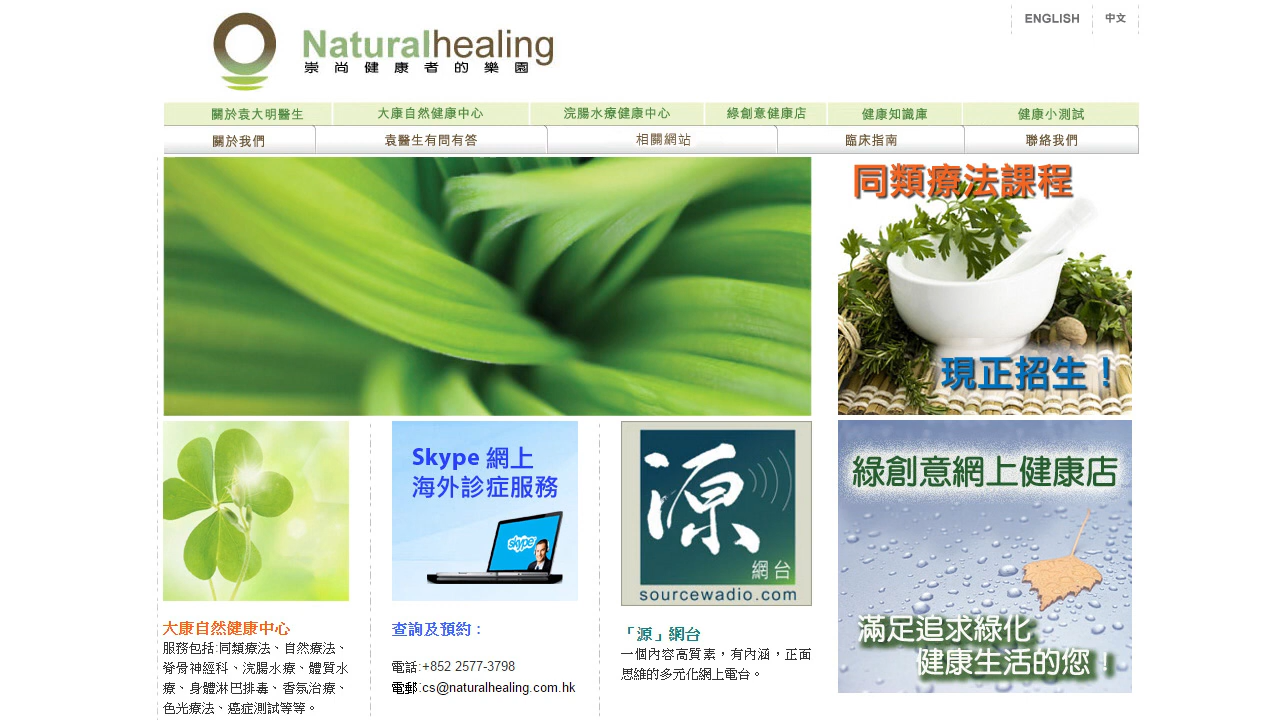 ENGLISH
中文
Naturalhealing
崇尚健康者的樂園
關於袁大明醫生
大康自然健康中心
浣腸水療健康中心
綠創意健康店
健康知識庫
健康小測試
關於我們
袁醫生有問有答
相關網站
臨床指南
聯絡我們
同類療法課程
現正招生！
Skype 網上
海外診症服務
skype
源
網台
sourcewadio.com
綠創意網上健康店
滿足追求綠化
健康生活的您！
大康自然健康中心
服務包括:同類療法、自然療法、
脊骨神經科、浣腸水療、體質水
療、身體淋巴排毒、香氛治療、
色光療法、癌症測試等等。
查詢及預約：
電話:+852 2577-3798
電郵:cs@naturalhealing.com.hk
「源」網台
一個內容高質素，有內涵，正面
思維的多元化網上電台。